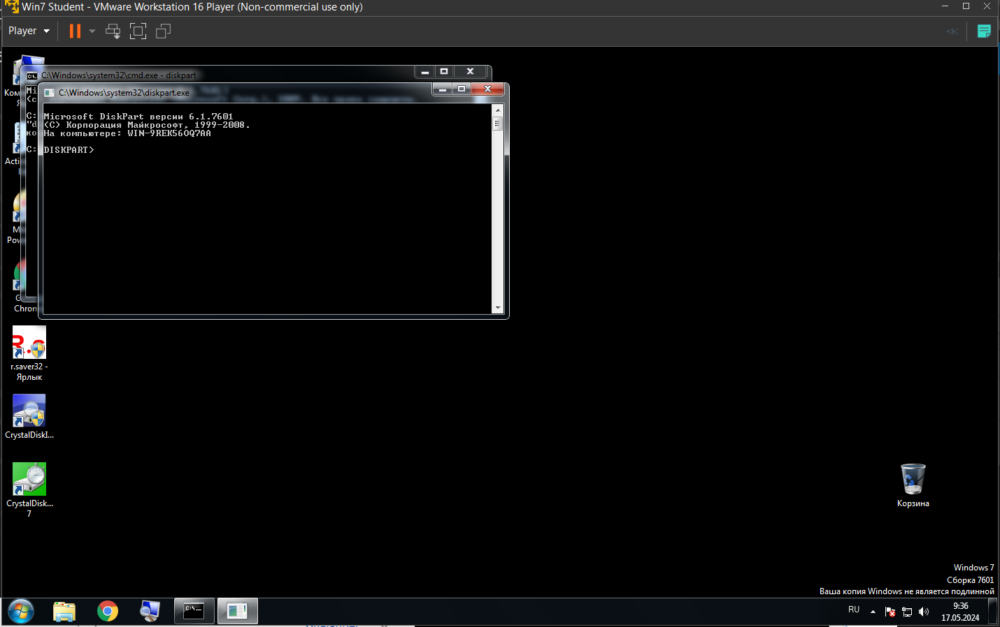 Win7 Student - VMware Workstation 16 Player (Non-commercial use only)
Player
C:\Windows\system32\cmd.exe - diskpart
C:\Windows\system32\diskpart.exe
Microsoft DiskPart версии 6.1.7601
(C) Корпорация Майкрософт, 1999-2008.
На компьютере: WIN-9REK56OQ7AA
DISKPART>
C:
"d
ко
C:
Acti
Pow
Chron
r.saver32 -
Ярлык
CrystalDiskI...
CrystalDisk...
7
Корзина
Windows 7
Сборка 7601
Ваша копия Windows не является подлинной
RU
9:36
17.05.2024